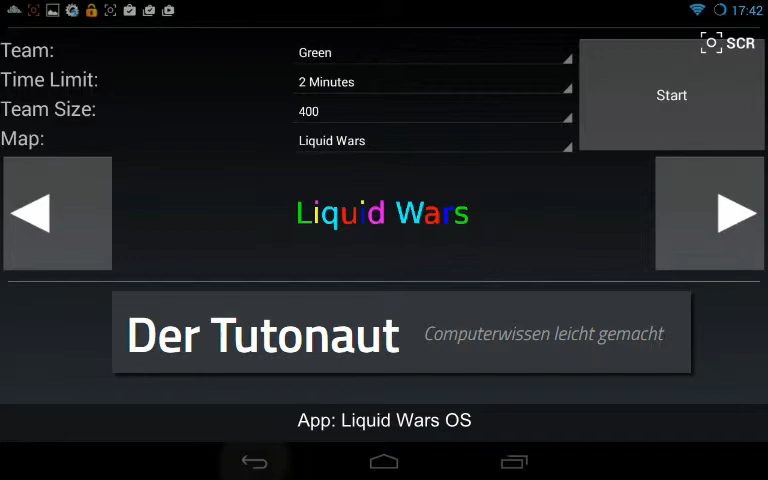 17:42
SCR
Team: Green
Time Limit: 2 Minutes
Team Size: 400
Map: Liquid Wars
Start
Liquid Wars
Der Tutonaut Computerwissen leicht gemacht
App: Liquid Wars OS